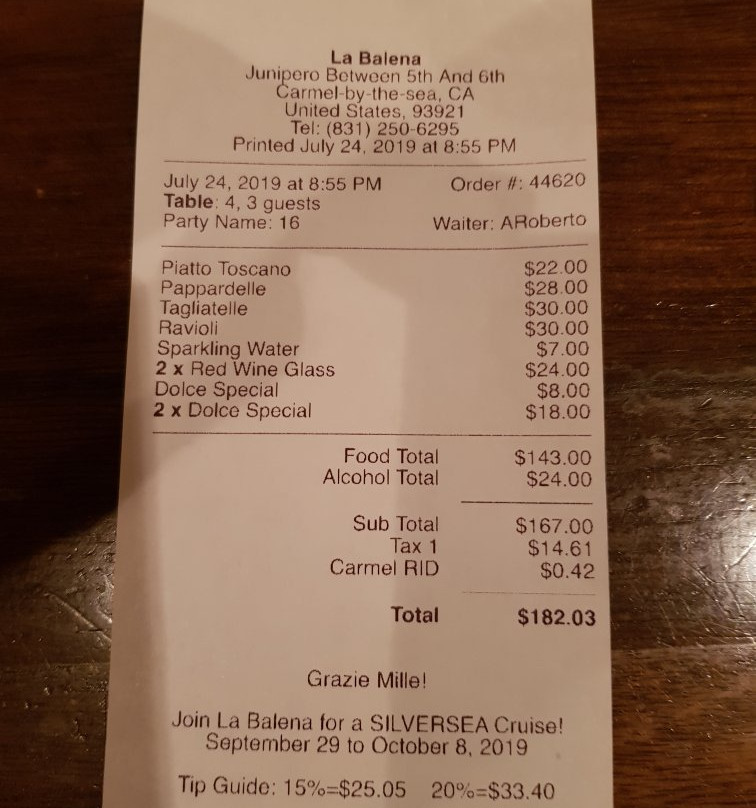 La Balena
Junipero Between 5th And 6th
Carmel-by-the-sea, CA
United States, 93921
Tel: (831) 250-6295
Printed July 24, 2019 at 8:55 PM
July 24, 2019 at 8:55 PM Order #: 44620
Table: 4, 3 guests
Party Name: 16 Waiter: ARoberto
Piatto Toscano $22.00
Pappardelle $28.00
Tagliatelle $30.00
Ravioli $30.00
Sparkling Water $7.00
2 x Red Wine Glass $24.00
Dolce Special $8.00
2 x Dolce Special $18.00
Food Total $143.00
Alcohol Total $24.00
Sub Total $167.00
Tax 1 $14.61
Carmel RID $0.42
Total $182.03
Grazie Mille!
Join La Balena for a SILVERSEA Cruise!
September 29 to October 8, 2019
Tip Guide: 15%=$25.05 20%=$33.40